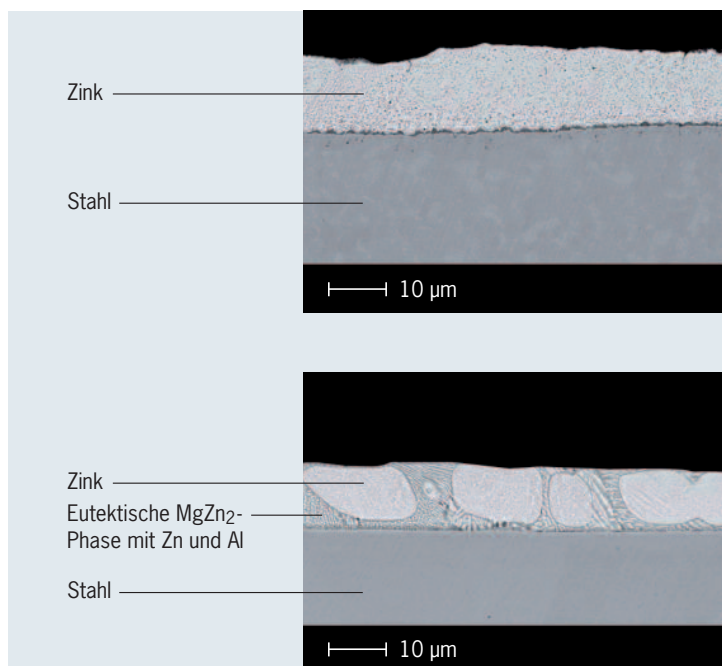 Zink
Stahl
10 µm
Zink
Eutektische MgZn2-
Phase mit Zn und Al
Stahl
10 µm